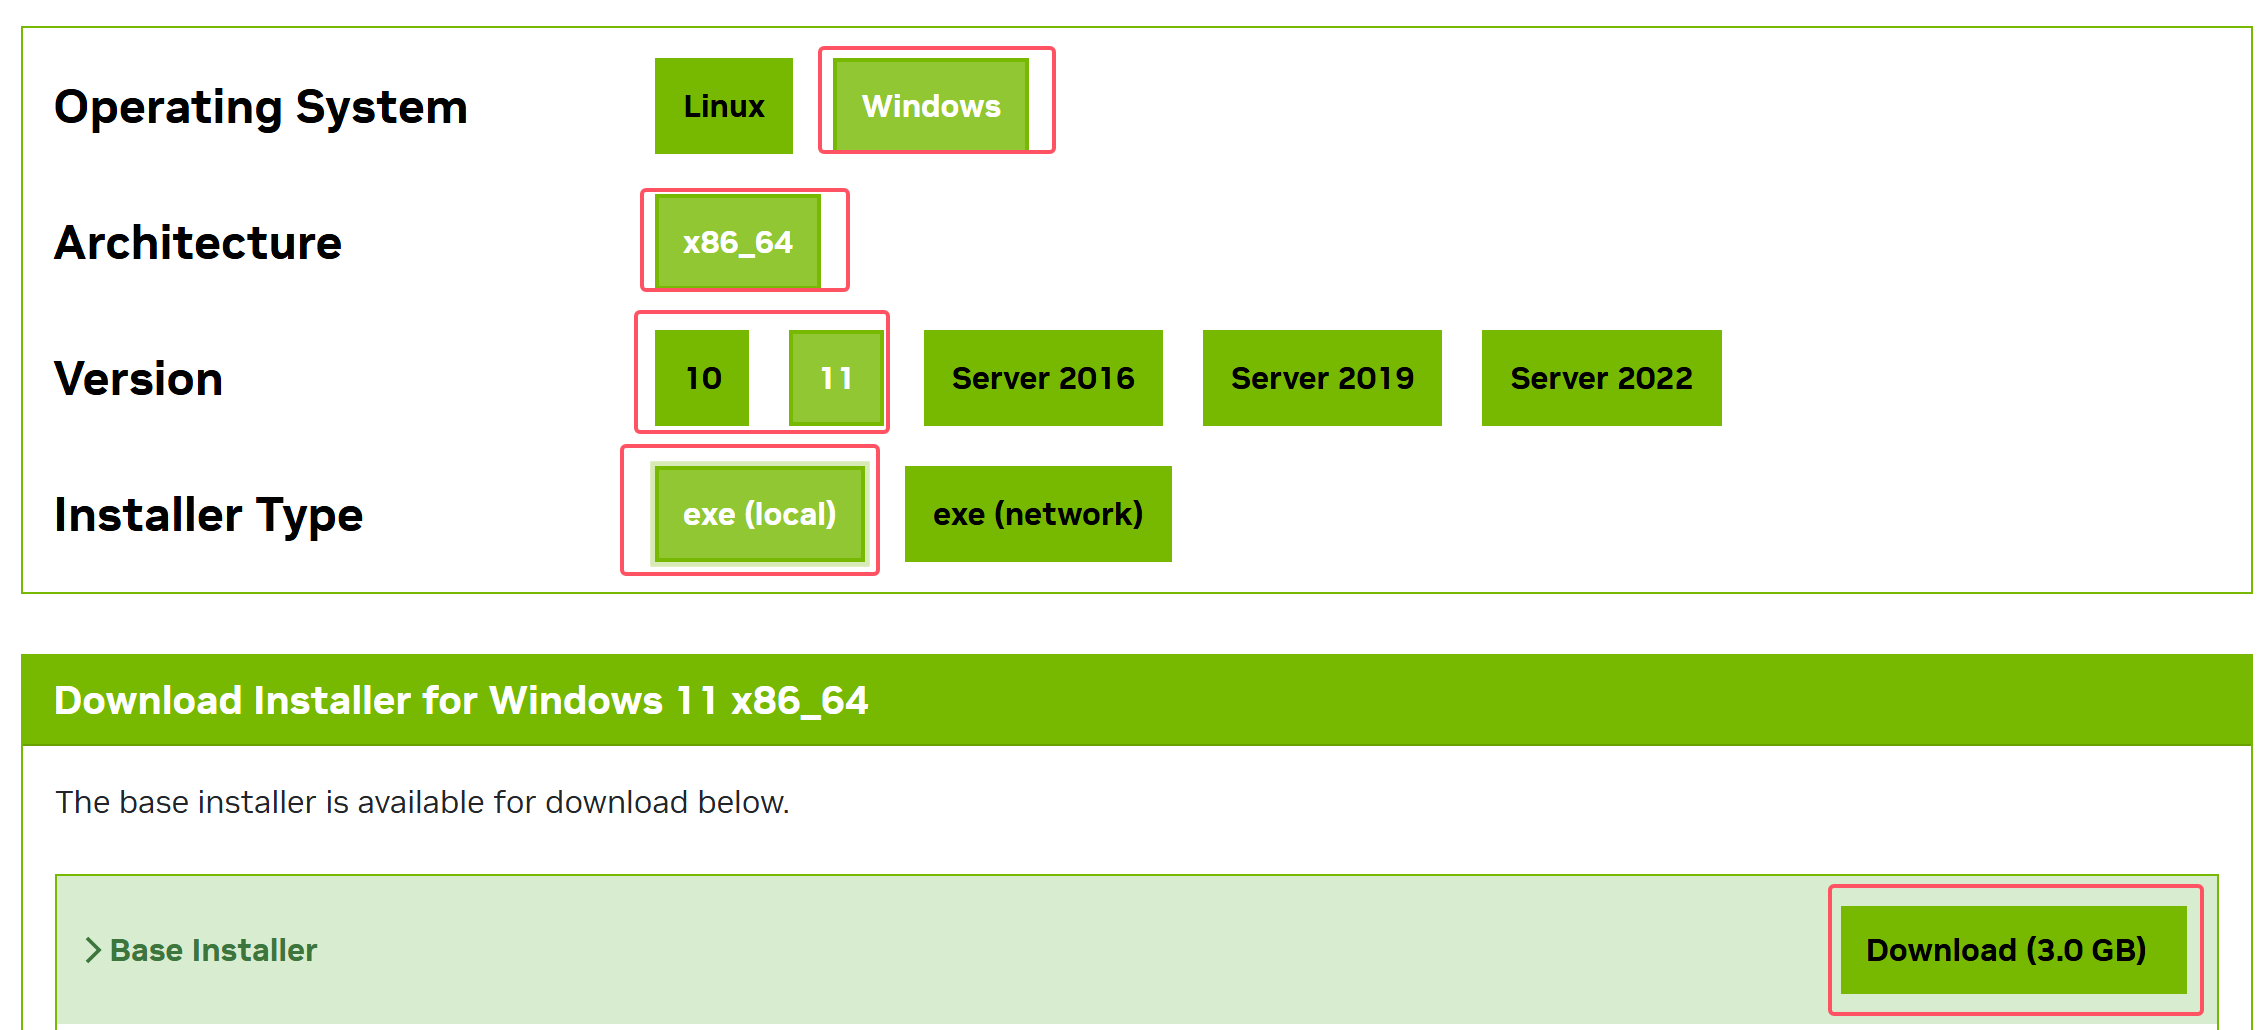 Operating System Linux Windows
Architecture x86_64
Version 10 11 Server 2016 Server 2019 Server 2022
Installer Type exe (local) exe (network)
Download Installer for Windows 11 x86_64
The base installer is available for download below.
Base Installer Download (3.0 GB)